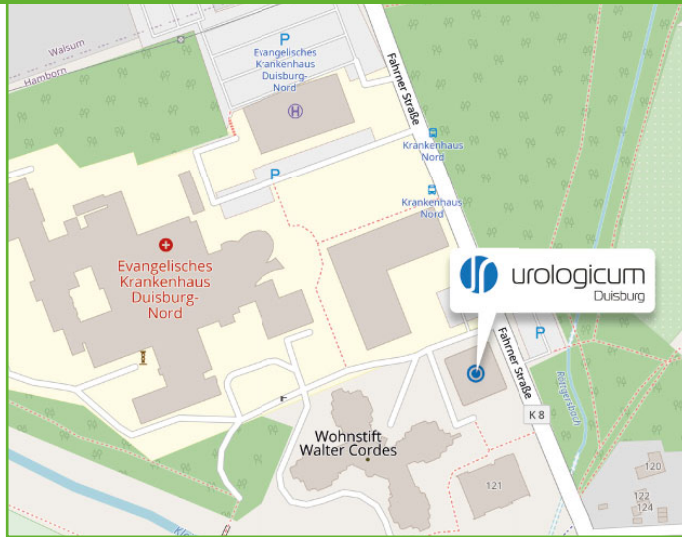 Walsum
Hamborn
P
Evangelisches
Krankenhaus
Duisburg-
Nord
H
Fahrner Straße
Krankenhaus
Nord
P
Krankenhaus
Nord
Evangelisches
Krankenhaus
Duisburg-
Nord
urologicum
Duisburg
P
Fahrner Straße
Rottgersbach
K 8
Wohnstift
Walter Cordes
121
120
122
124